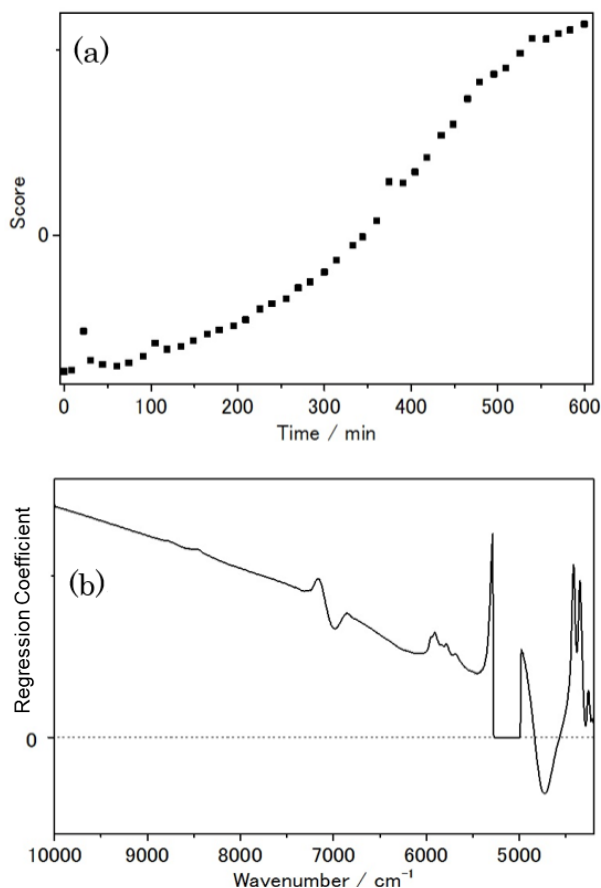 (a)
Score
0
0 100 200 300 400 500 600
Time / min
(b)
Regression Coefficient
0
10000 9000 8000 7000 6000 5000
Wavenumber / cm⁻¹